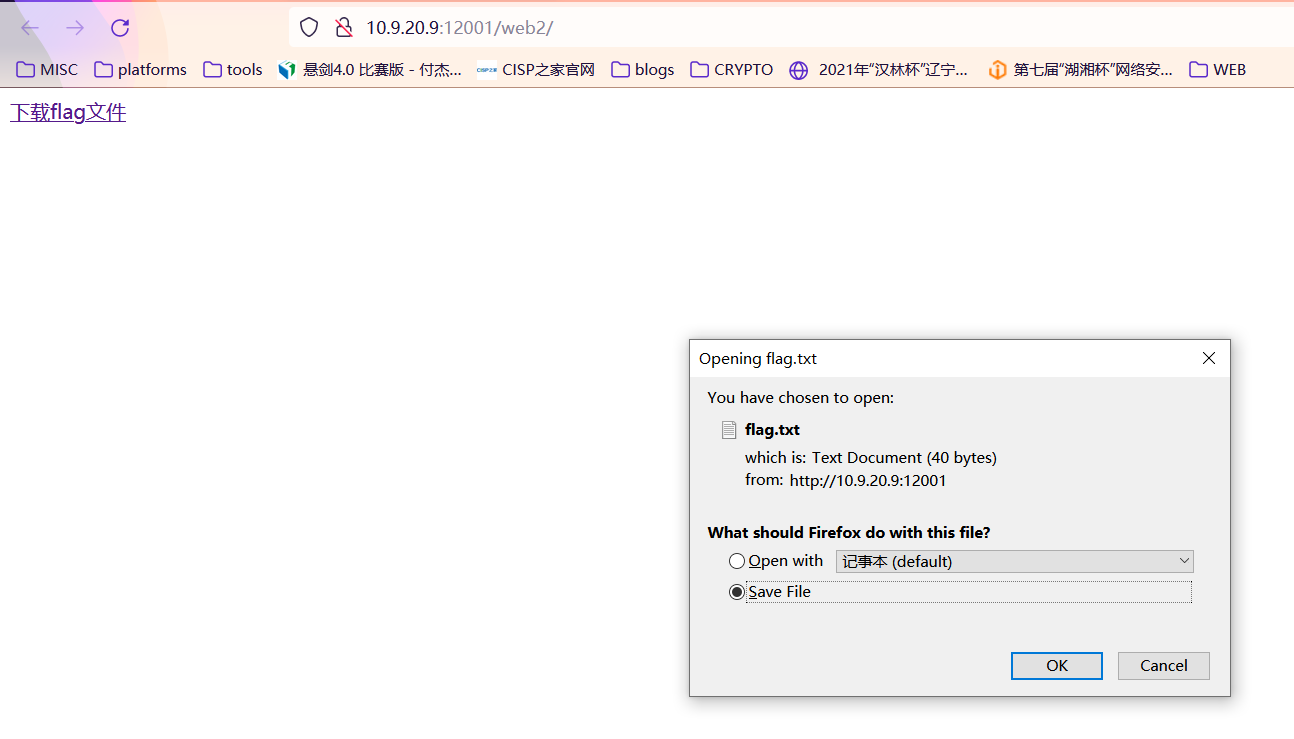 10.9.20.9:12001/web2/
MISC platforms tools 悬剑4.0 比赛版 - 付杰... CISP之家官网 blogs CRYPTO 2021年“汉林杯”辽宁... 第七届“湖湘杯”网络安... WEB
下载flag文件
Opening flag.txt
You have chosen to open:
flag.txt
which is: Text Document (40 bytes)
from: http://10.9.20.9:12001
What should Firefox do with this file?
Open with 记事本 (default)
Save File
OK Cancel